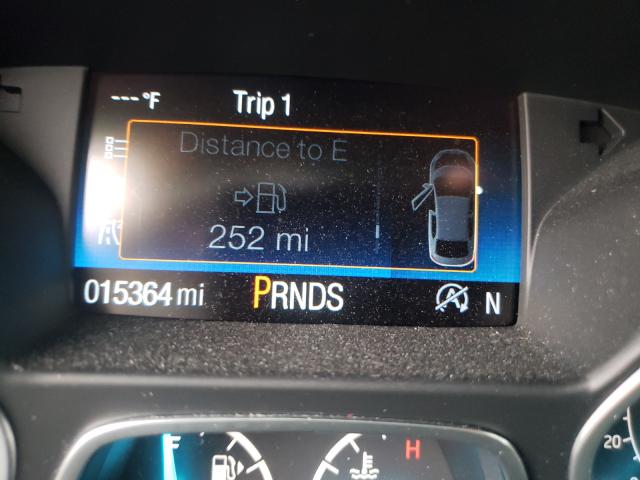 ---°F Trip 1
Distance to E
252 mi
015364 mi PRNDS N
F H
20